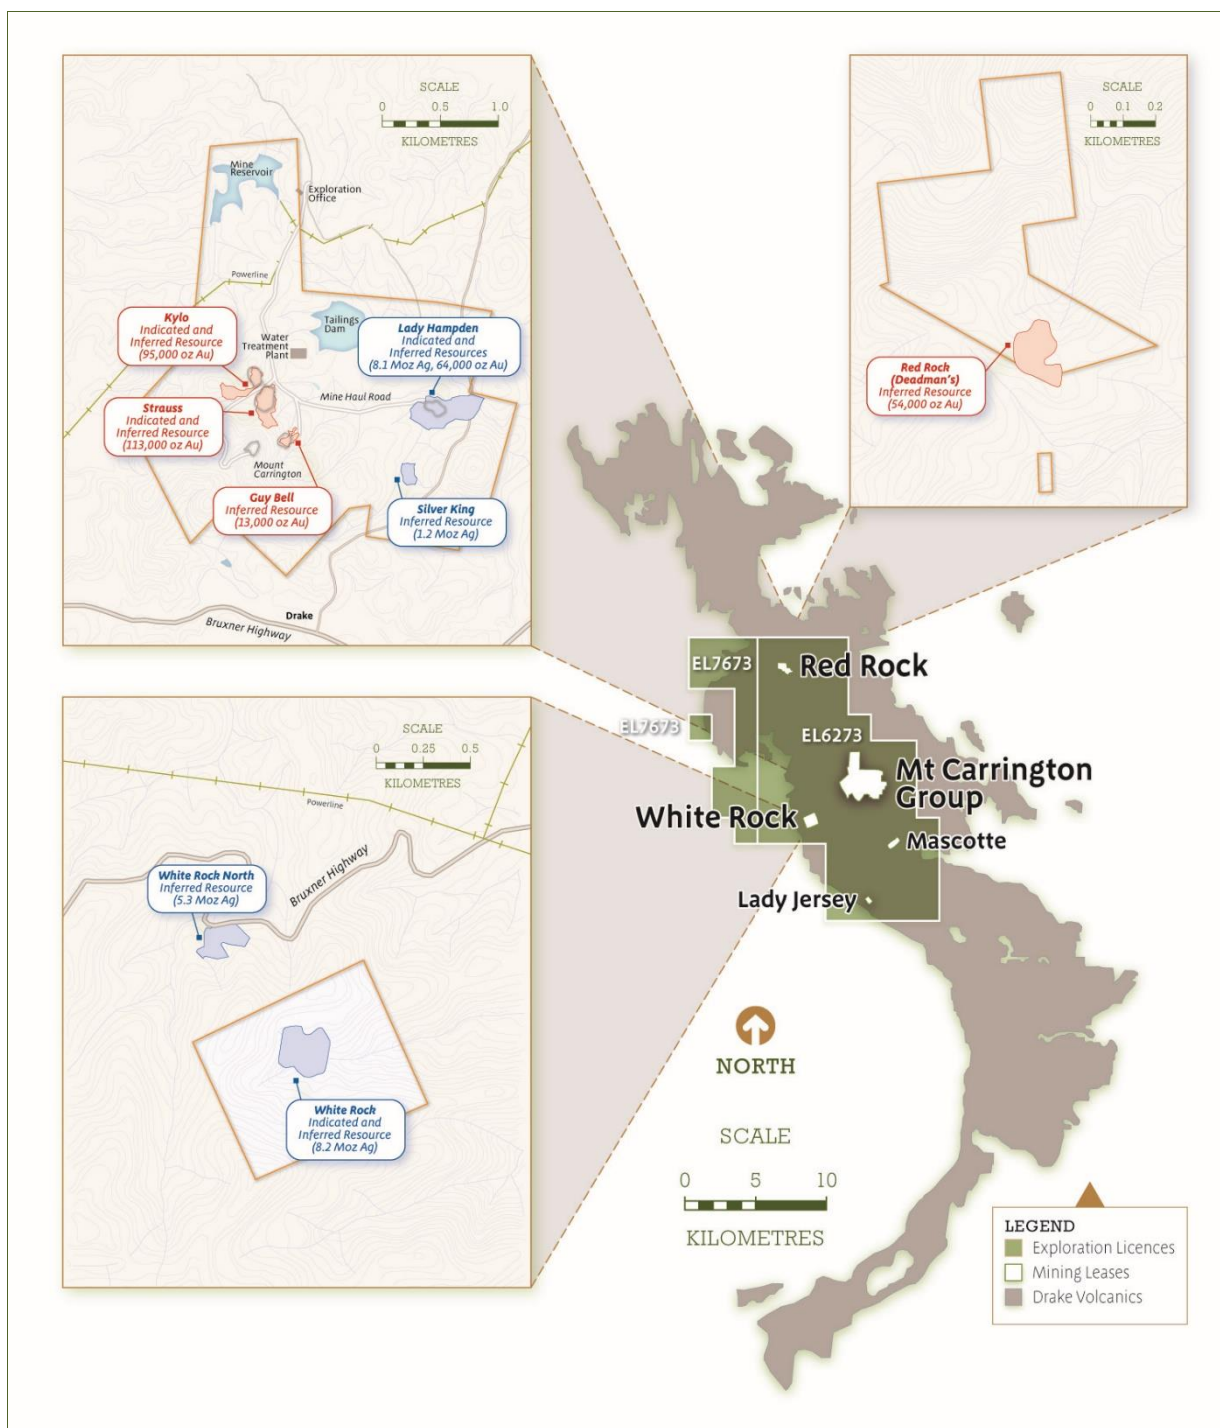 SCALE
0 0.5 1.0
KILOMETRES
Mine
Reservoir
Exploration
Office
Powerline
Kylo
Indicated and
Inferred Resource
(95,000 oz Au)
Tailings
Dam
Water
Treatment
Plant
Lady Hampden
Indicated and
Inferred Resources
(8.1 Moz Ag, 64,000 oz Au)
Mine Haul Road
Strauss
Indicated and
Inferred Resource
(113,000 oz Au)
Mount
Carrington
Guy Bell
Inferred Resource
(13,000 oz Au)
Silver King
Inferred Resource
(1.2 Moz Ag)
Drake
Bruxner Highway
SCALE
0 0.1 0.2
KILOMETRES
Red Rock
(Deadman's)
Inferred Resource
(54,000 oz Au)
SCALE
0 0.25 0.5
KILOMETRES
Powerline
Bruxner Highway
White Rock North
Inferred Resource
(5.3 Moz Ag)
White Rock
Indicated and
Inferred Resource
(8.2 Moz Ag)
EL7673
Red Rock
EL7673
EL6273
Mt Carrington
Group
White Rock
Mascotte
Lady Jersey
NORTH
SCALE
0 5 10
KILOMETRES
LEGEND
Exploration Licences
Mining Leases
Drake Volcanics